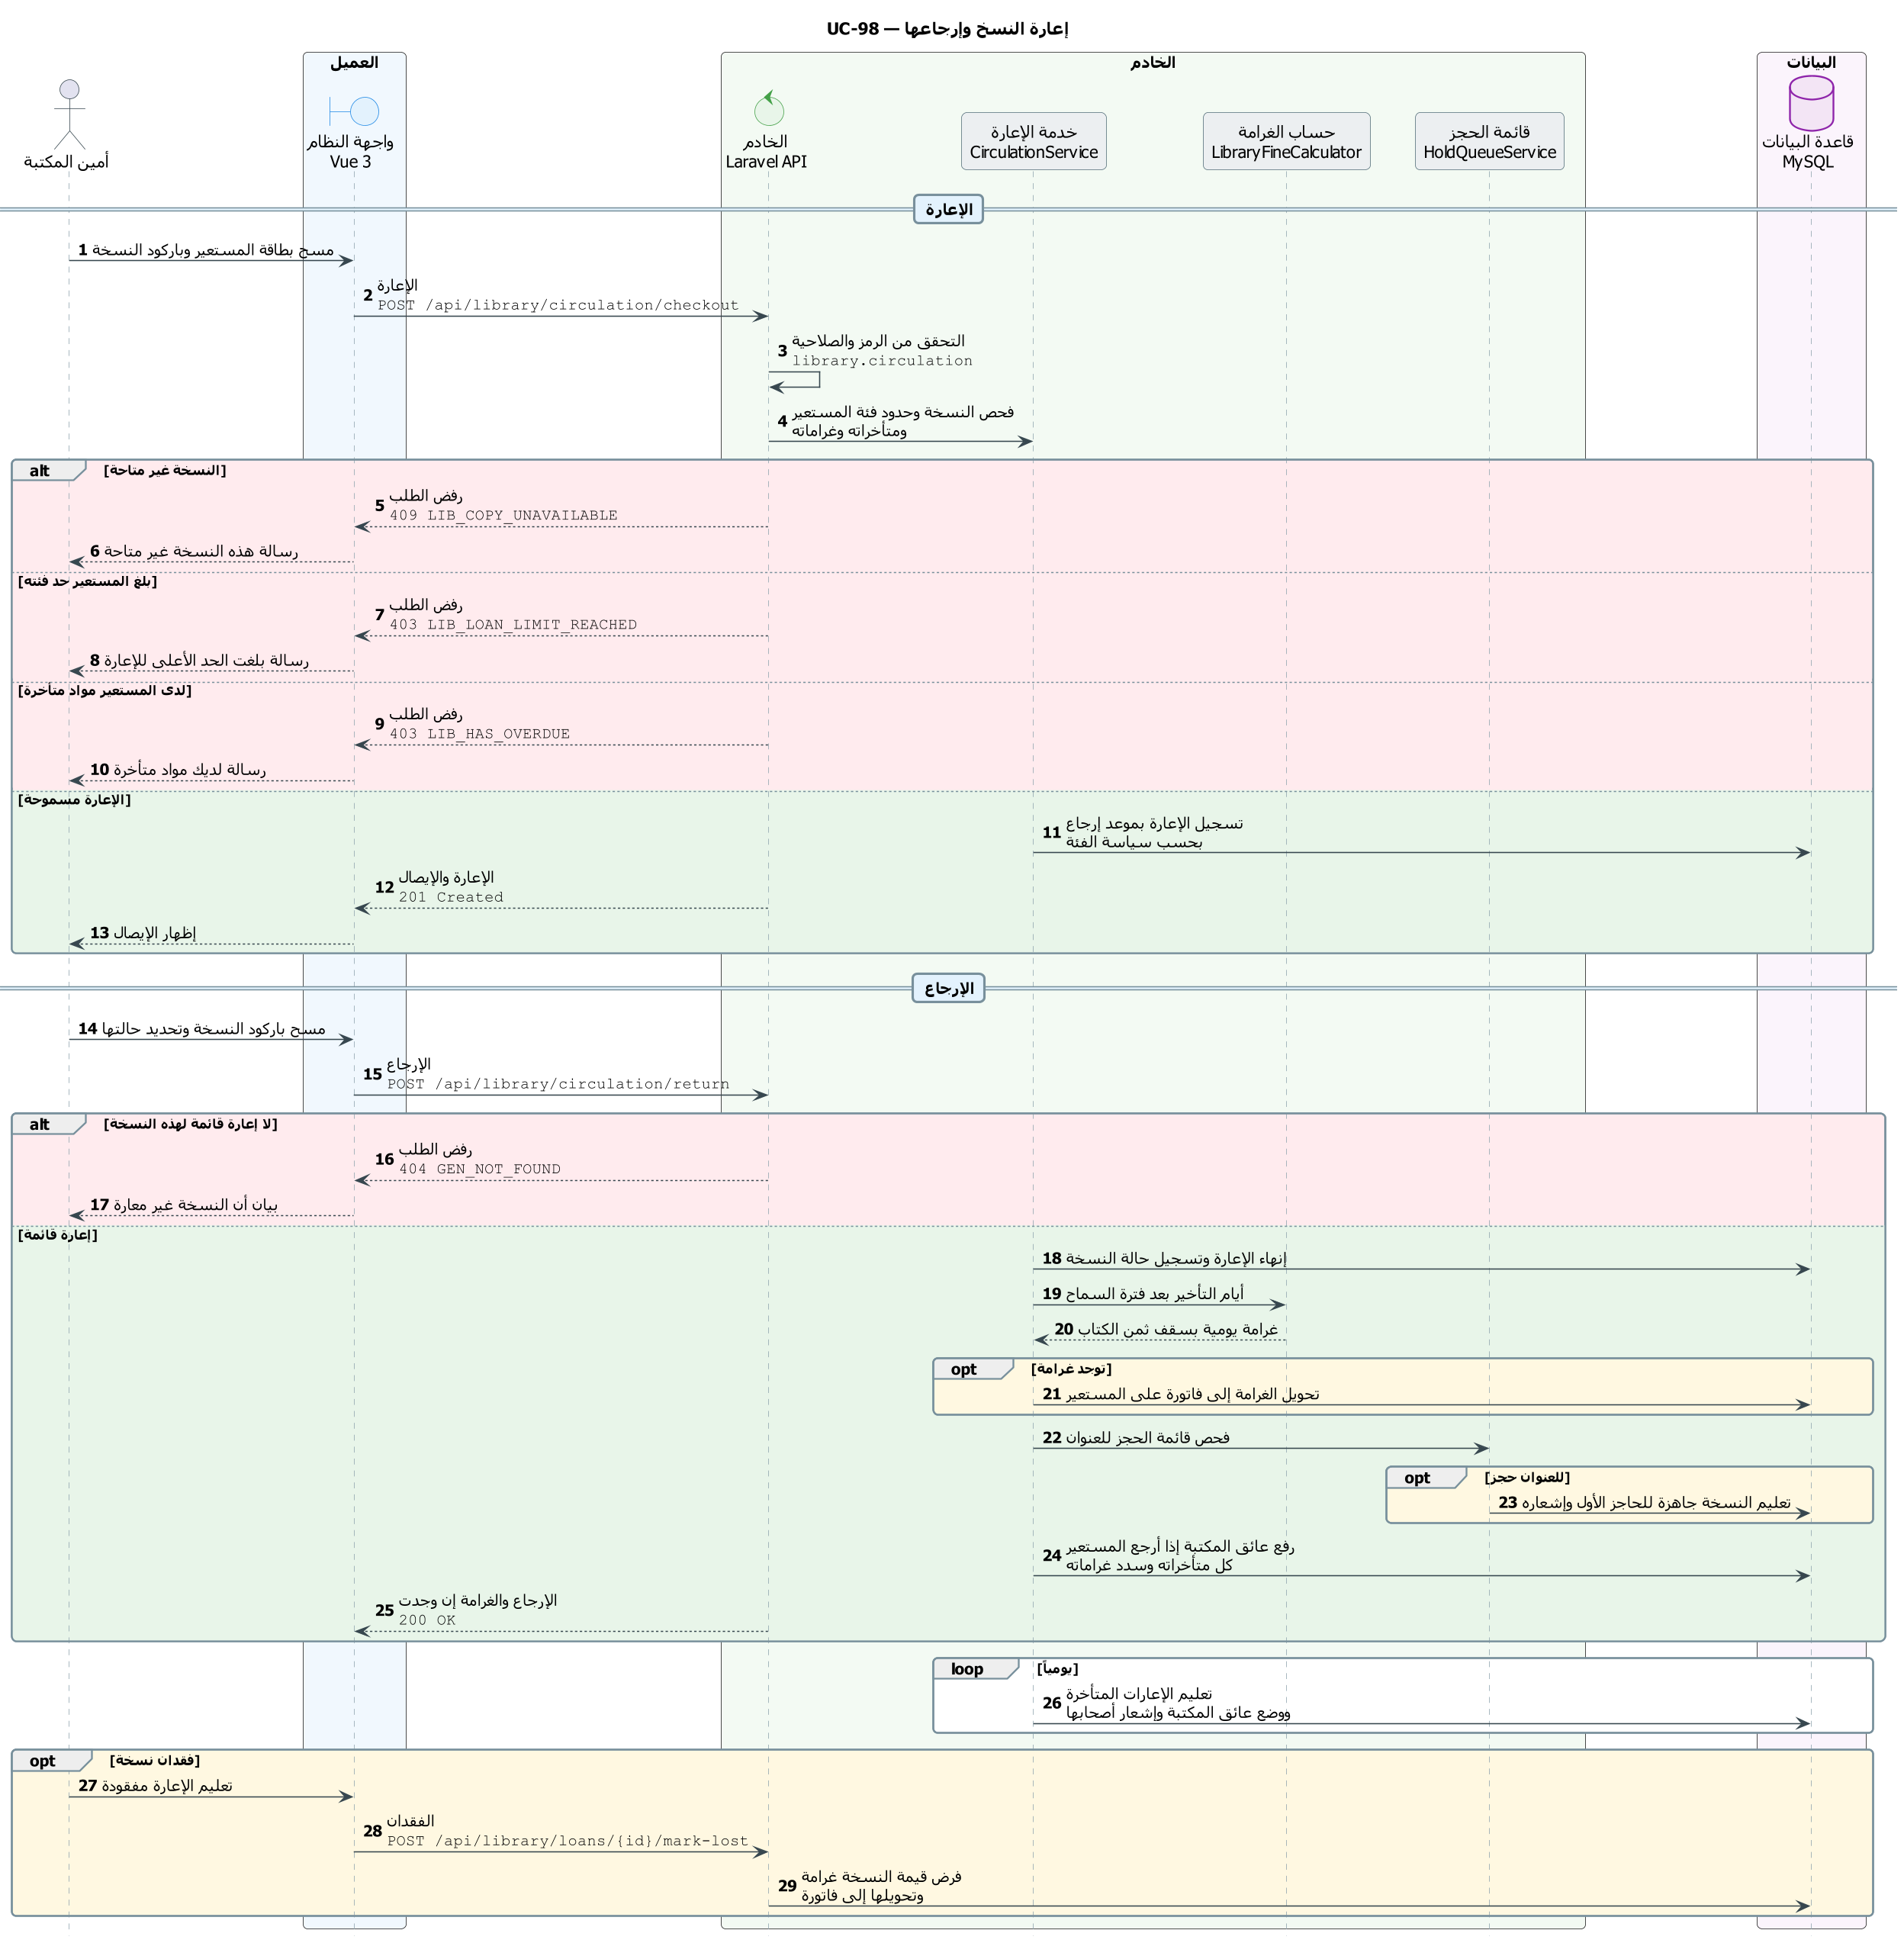 UC-98 — إعارة النسخ وإرجاعها
العميل
الخادم
البيانات
أمين المكتبة
واجهة النظام
Vue 3
الخادم
Laravel API
خدمة الإعارة
CirculationService
حساب الغرامة
LibraryFineCalculator
قائمة الحجز
HoldQueueService
قاعدة البيانات
MySQL
الإعارة
1 مسح بطاقة المستعير وباركود النسخة
2 الإعارة
POST /api/library/circulation/checkout
3 التحقق من الرمز والصلاحية
library.circulation
4 فحص النسخة وحدود فئة المستعير
ومتأخراته وغراماته
alt [النسخة غير متاحة]
5 رفض الطلب
409 LIB_COPY_UNAVAILABLE
6 رسالة هذه النسخة غير متاحة
[بلغ المستعير حد فئته]
7 رفض الطلب
403 LIB_LOAN_LIMIT_REACHED
8 رسالة بلغت الحد الأعلى للإعارة
[لدى المستعير مواد متأخرة]
9 رفض الطلب
403 LIB_HAS_OVERDUE
10 رسالة لديك مواد متأخرة
[الإعارة مسموحة]
11 تسجيل الإعارة بموعد إرجاع
بحسب سياسة الفئة
12 الإعارة والإيصال
201 Created
13 إظهار الإيصال
الإرجاع
14 مسح باركود النسخة وتحديد حالتها
15 الإرجاع
POST /api/library/circulation/return
alt [لا إعارة قائمة لهذه النسخة]
16 رفض الطلب
404 GEN_NOT_FOUND
17 بيان أن النسخة غير معارة
[إعارة قائمة]
18 إنهاء الإعارة وتسجيل حالة النسخة
19 أيام التأخير بعد فترة السماح
20 غرامة يومية بسقف ثمن الكتاب
opt [توجد غرامة]
21 تحويل الغرامة إلى فاتورة على المستعير
22 فحص قائمة الحجز للعنوان
opt [للعنوان حجز]
23 تعليم النسخة جاهزة للحاجز الأول وإشعاره
24 رفع عائق المكتبة إذا أرجع المستعير
كل متأخراته وسدد غراماته
25 الإرجاع والغرامة إن وجدت
200 OK
loop [يومياً]
26 تعليم الإعارات المتأخرة
ووضع عائق المكتبة وإشعار أصحابها
opt [فقدان نسخة]
27 تعليم الإعارة مفقودة
28 الفقدان
POST /api/library/loans/{id}/mark-lost
29 فرض قيمة النسخة غرامة
وتحويلها إلى فاتورة